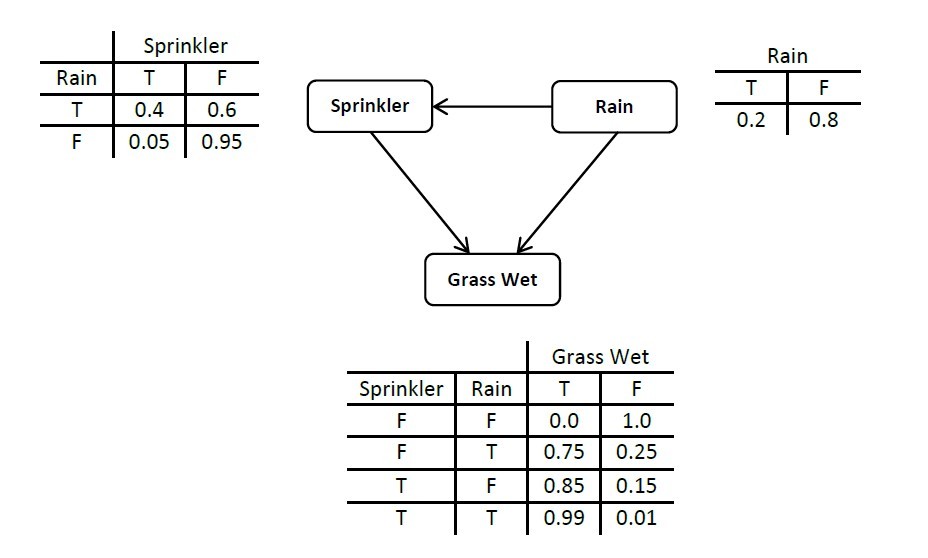 Sprinkler
Rain T F
T 0.4 0.6
F 0.05 0.95
Sprinkler
Rain
Rain
T F
0.2 0.8
Grass Wet
Grass Wet
Sprinkler Rain T F
F F 0.0 1.0
F T 0.75 0.25
T F 0.85 0.15
T T 0.99 0.01